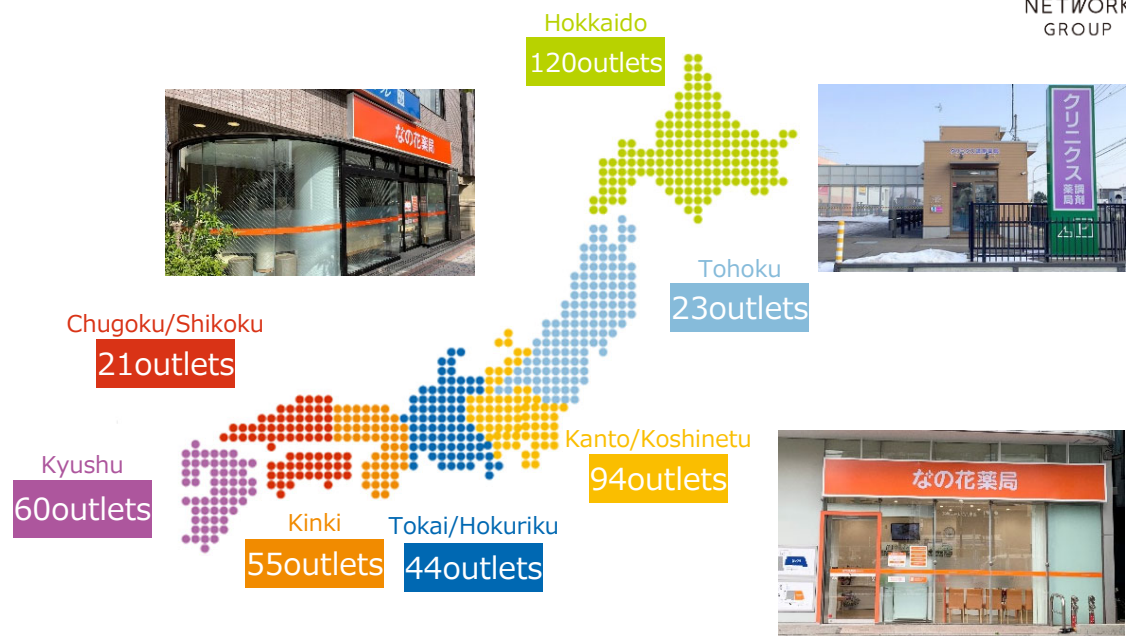 NETWORK
GROUP
Hokkaido
120outlets
なの花薬局
クリニクス
調剤
薬局
Tohoku
23outlets
Chugoku/Shikoku
21outlets
Kanto/Koshinetu
94outlets
Kyushu
60outlets
Kinki
55outlets
Tokai/Hokuriku
44outlets
なの花薬局